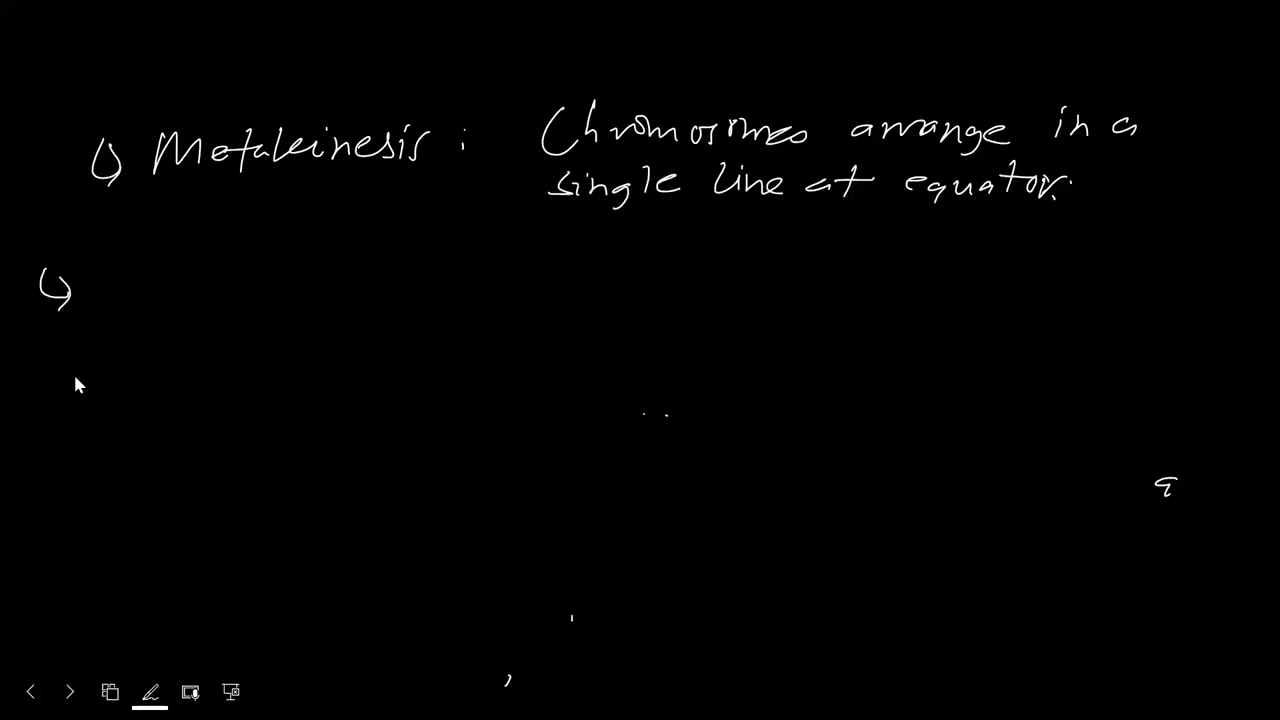 ↳ Metakinesis : Chromosomes arrange in a
single line at equator.
↳